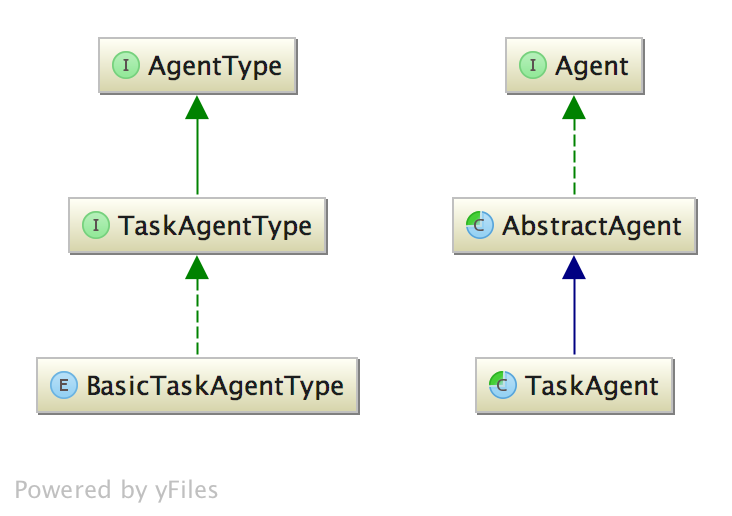 I AgentType
I Agent
I TaskAgentType
C AbstractAgent
E BasicTaskAgentType
C TaskAgent
Powered by yFiles